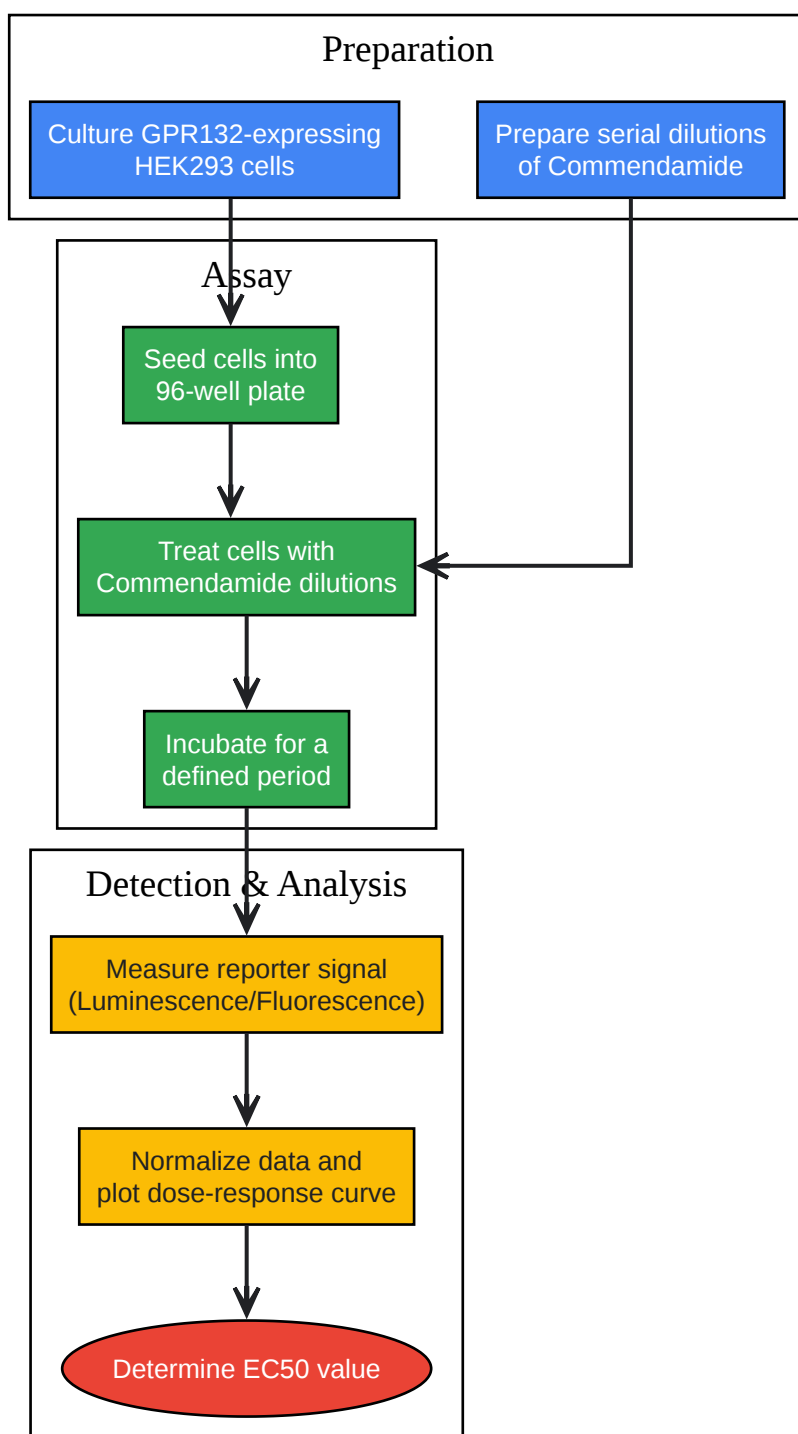 Preparation
Culture GPR132-expressing
HEK293 cells
Prepare serial dilutions
of Commendamide
Assay
Seed cells into
96-well plate
Treat cells with
Commendamide dilutions
Incubate for a
defined period
Detection & Analysis
Measure reporter signal
(Luminescence/Fluorescence)
Normalize data and
plot dose-response curve
Determine EC50 value